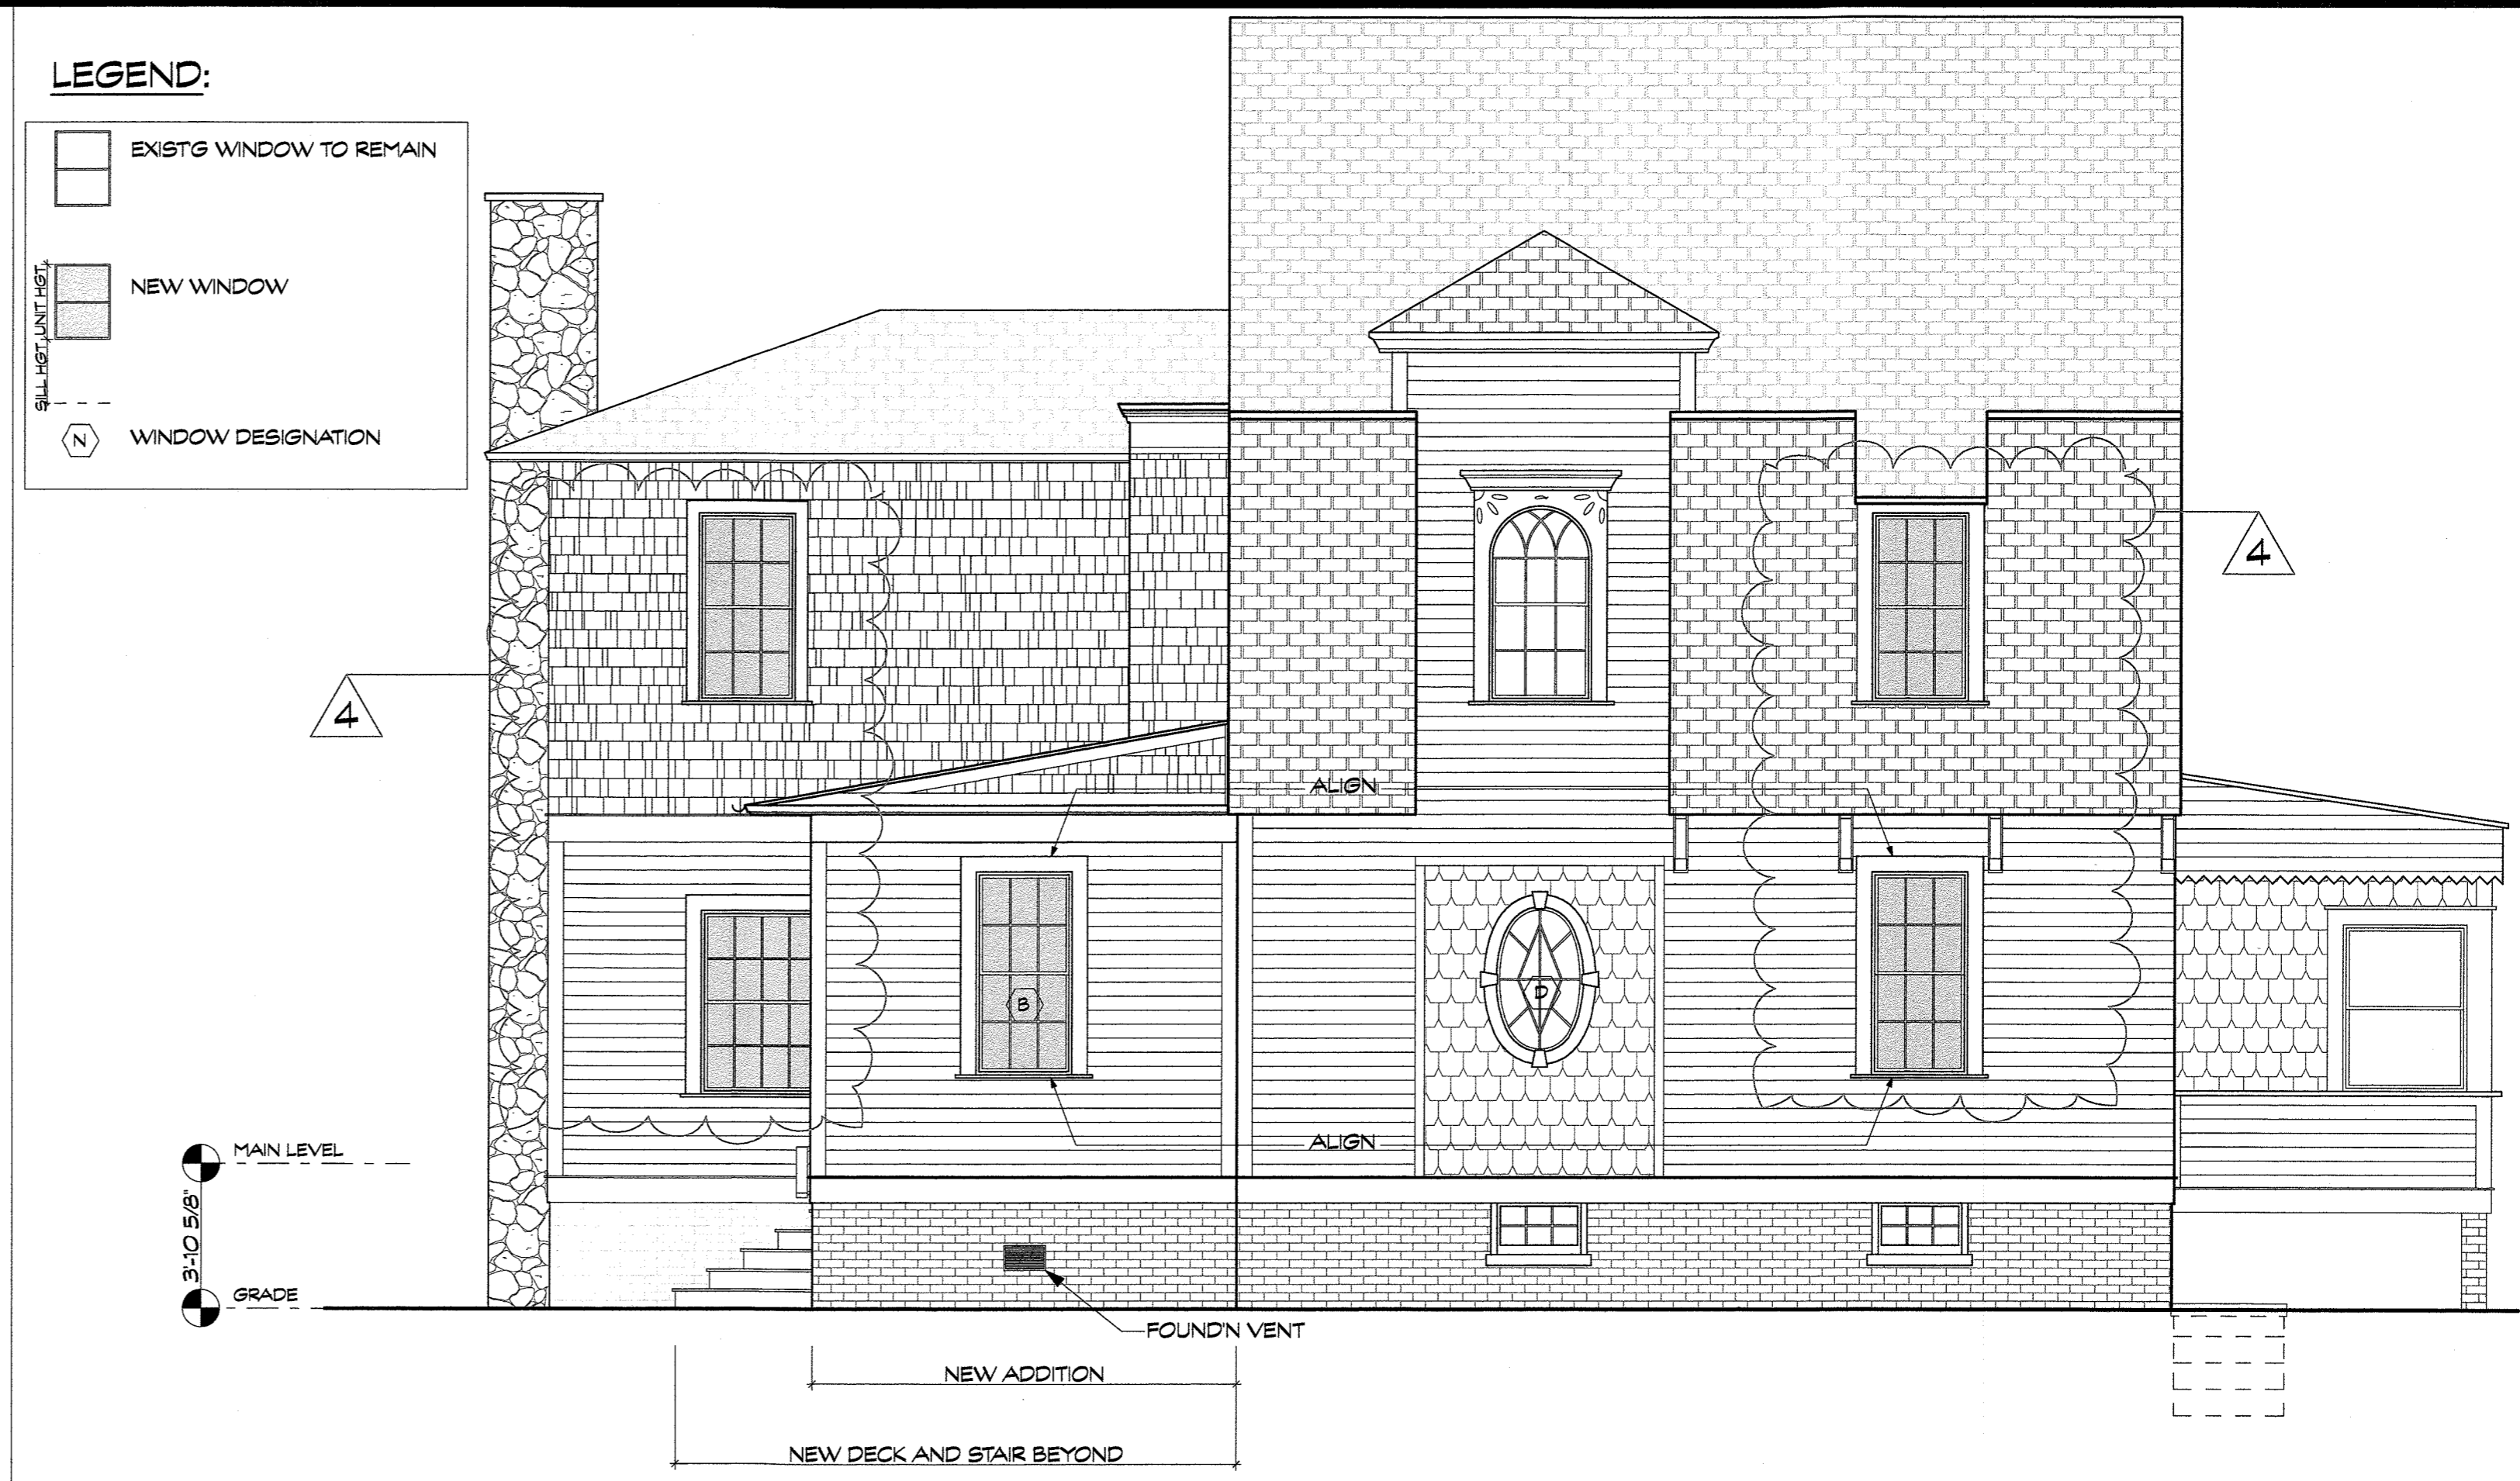 LEGEND:
EXIST'G WINDOW TO REMAIN
NEW WINDOW
UNIT HGT
SILL HGT
N
WINDOW DESIGNATION
4
4
ALIGN
B
D
ALIGN
MAIN LEVEL
3'-10 5/8"
GRADE
FOUND'N VENT
NEW ADDITION
NEW DECK AND STAIR BEYOND